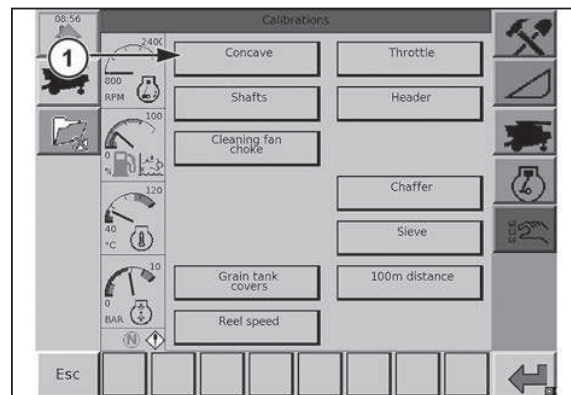 08:56
Calibrations
1
2400
800
RPM
Concave
Throttle
Shafts
Header
100
0
%
Cleaning fan
choke
120
40
°C
Chaffer
Sieve
10
0
BAR
Grain tank
covers
100m distance
Reel speed
N
Esc